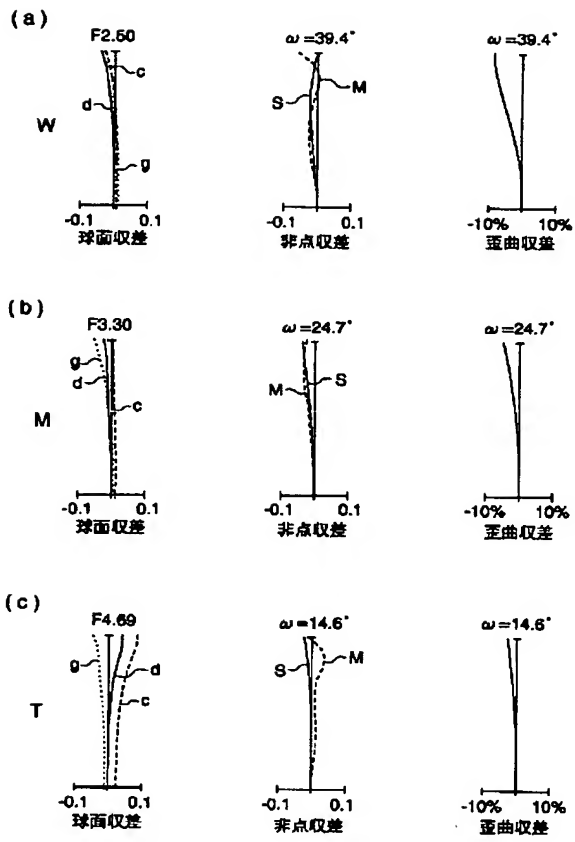 (a)
F2.50
ω=39.4°
ω=39.4°
c
S
M
d
W
g
-0.1 0.1
-0.1 0.1
-10% 10%
球面収差
非点収差
歪曲収差
(b)
F3.30
ω=24.7°
ω=24.7°
g
d
M
S
c
M
-0.1 0.1
-0.1 0.1
-10% 10%
球面収差
非点収差
歪曲収差
(c)
F4.69
ω=14.6°
ω=14.6°
g
d
S
M
c
T
-0.1 0.1
-0.1 0.1
-10% 10%
球面収差
非点収差
歪曲収差